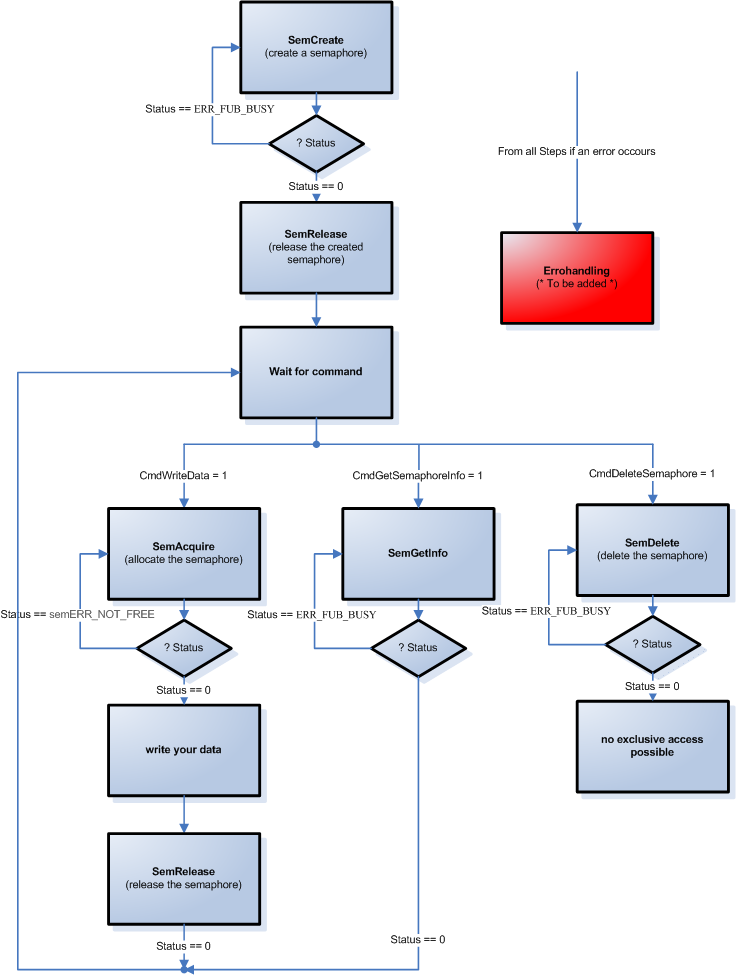 SemCreate
(create a semaphore)
Status == ERR_FUB_BUSY
? Status
From all Steps if an error occours
Status == 0
SemRelease
(release the created
semaphore)
Errohandling
(* To be added *)
Wait for command
CmdWriteData = 1
CmdGetSemaphoreInfo = 1
CmdDeleteSemaphore = 1
SemAcquire
(allocate the semaphore)
SemGetInfo
SemDelete
(delete the semaphore)
Status == semERR_NOT_FREE
Status == ERR_FUB_BUSY
Status == ERR_FUB_BUSY
? Status
? Status
? Status
Status == 0
Status == 0
write your data
no exclusive access
possible
SemRelease
(release the semaphore)
Status == 0
Status == 0